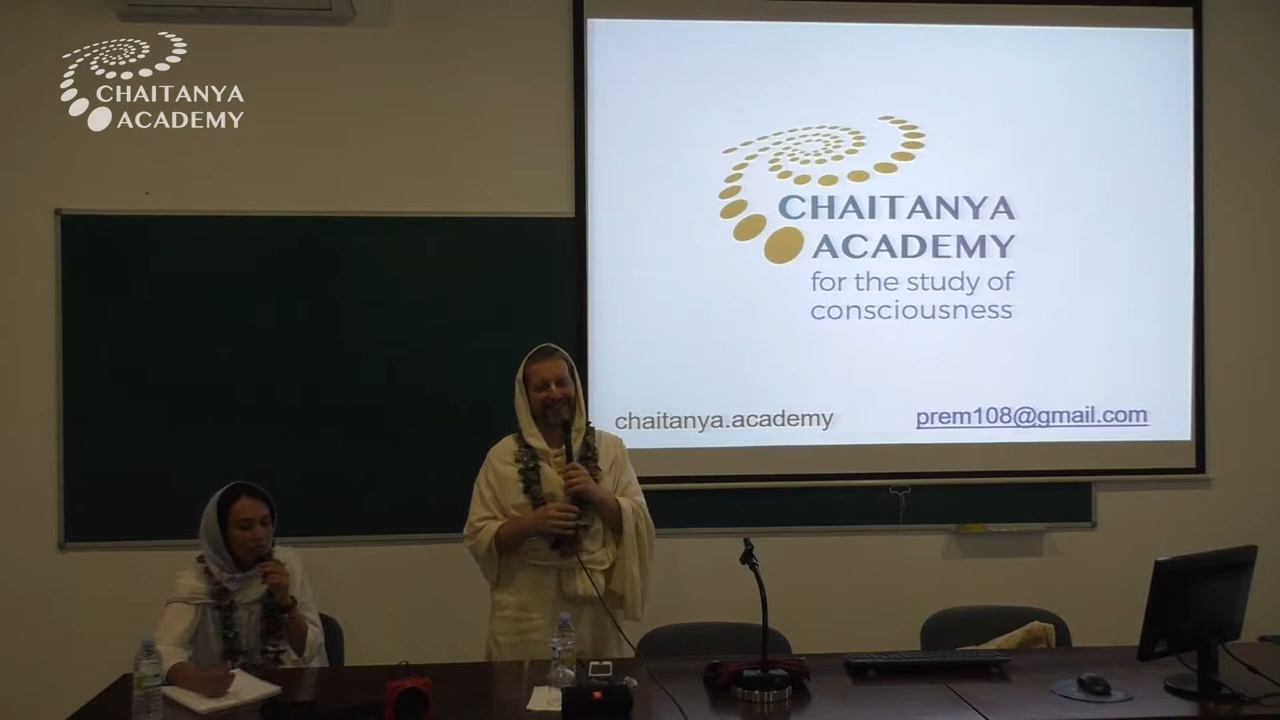 CHAITANYA
ACADEMY
CHAITANYA
ACADEMY
for the study of
consciousness
chaitanya.academy
prem108@gmail.com